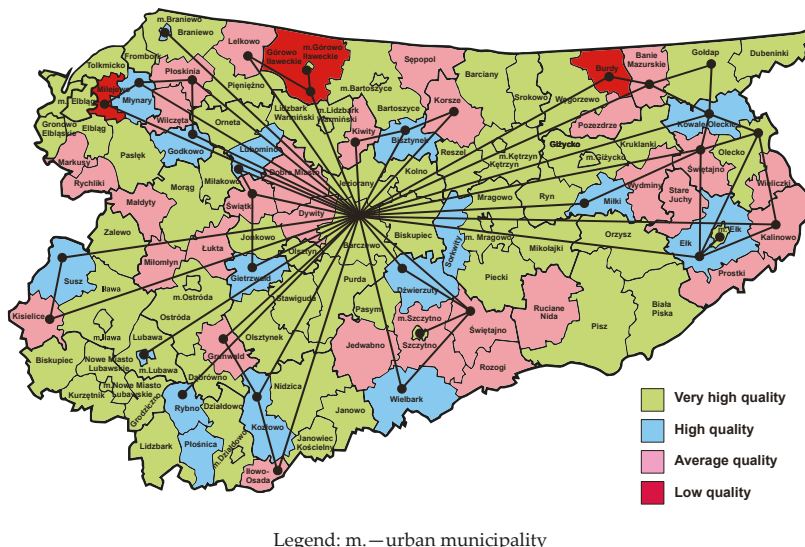 m.Braniewo
Braniewo
Frombork
Tolkmicko
Lelkowo
Górowo
Iławeckie
m.Górowo
Iławeckie
Sępopol
Barciany
Burdy
Banie
Mazurskie
Gołdap
Dubeninki
Płoskinia
Pieniężno
m.Bartoszyce
Milejewo
Młynary
m. Elbląg
Wilczęta
Orneta
Lidzbark
Warmiński
m.Lidzbark
Warmiński
Bartoszyce
Korsze
Srokowo
Węgorzewo
Pozezdrze
Kowale Oleckie
Gronowo
Elbląskie
Elbląg
Godkowo
Lubomino
Kiwity
Bisztynek
Reszel
m.Kętrzyn
Kętrzyn
Giżycko
m.Giżycko
Kruklanki
Olecko
Markusy
Pasłęk
Dobre Miasto
Jeziorany
Kolno
Świętajno
Rychliki
Morąg
Miłakowo
Wydminy
Stare
Juchy
Wieliczki
Małdyty
Świątki
Dywity
Mrągowo
Ryn
Miłki
Zalewo
Łukta
Jonkowo
Olsztyn
Barczewo
Biskupiec
Sorkwity
m. Mrągowo
Mikołajki
Orzysz
m. Ełk
Ełk
Kalinowo
Miłomłyn
Gietrzwałd
Susz
Iława
m.Ostróda
Stawiguda
Purda
Dźwierzuty
Piecki
Prostki
Kisielice
Ostróda
Pasym
m.Szczytno
Szczytno
Świętajno
Ruciane
Nida
Biała
Piska
Pisz
m.Iława
Lubawa
Olsztynek
Grunwald
Jedwabno
Biskupiec
Nowe Miasto
Lubawskie
m.Lubawa
Dąbrówno
Nidzica
Rozogi
Kurzętnik
m.Nowe Miasto
Lubawskie
Grodziczno
Rybno
Działdowo
Kozłowo
Janowo
Wielbark
Lidzbark
Płośnica
m.Działdowo
Janowiec
Kościelny
Iłowo-
Osada
Very high quality
High quality
Average quality
Low quality
Legend: m.—urban municipality